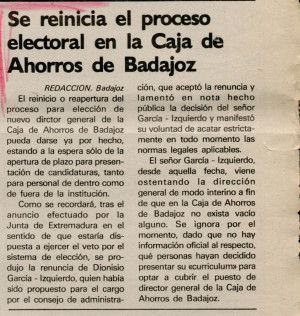 Se reinicia el proceso
electoral en la Caja de
Ahorros de Badajoz
REDACCION. Badajoz
El reinicio o reapertura del
proceso para elección de
nuevo dirctor general de la
Caja de Ahorros de Badajoz
pueda darse ya por hecho,
estando a la espera sólo de la
apertura de plazo para presen-
tación de candidaturas, tanto
para personal de dentro como
de fuera de la institución.
Como se recordará, tras el
anuncio efectuado por la
Junta de Extremadura en el
sentido de que estaría dis-
puesta a ejercer el veto por el
sistema de elección, se pro-
dujo la renuncia de Dionisio
García - Izquierdo, quien había
sido propuesto para el cargo
por el consejo de administra-
ción, que aceptó la renuncia y
lamentó en nota hecho
pública la decisión del señor
García - Izquierdo y manifestó
su voluntad de acatar estricta-
mente en todo momento las
normas legales aplicables.
El señor García - Izquierdo,
desde aquella fecha, viene
ostentando la dirección
general de modo interino a fin
de que en la Caja de Ahorros
de Badajoz no exista vacío
alguno. Se ignora por el
momento, dado que no hay
información oficial al respecto,
qué personas hayan decidido
presentar su «curriculum» para
optar a cubrir el puesto de
director general de la Caja de
Ahorros de Badajoz.